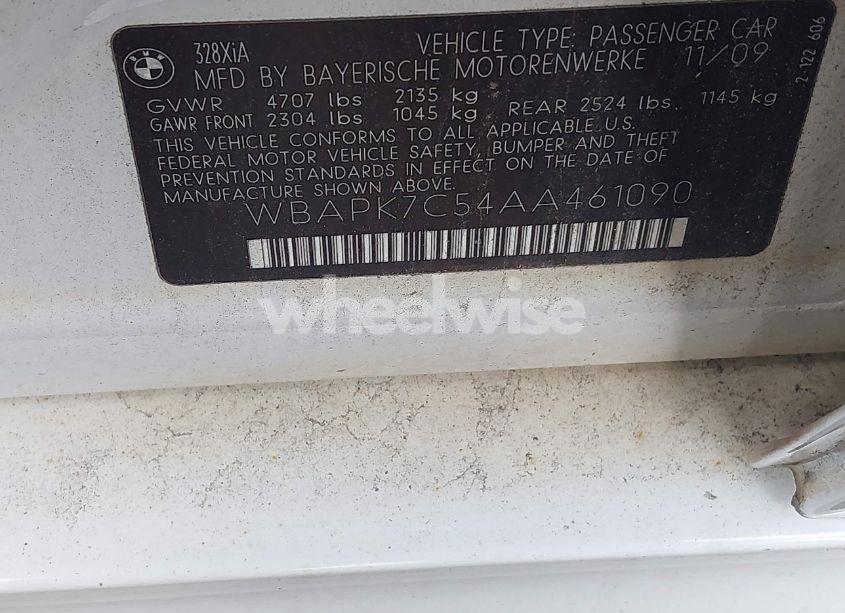 BMW
328XiA
VEHICLE TYPE: PASSENGER CAR
MFD BY BAYERISCHE MOTORENWERKE 11/09
GVWR 4707 lbs 2135 kg
GAWR FRONT 2304 lbs 1045 kg REAR 2524 lbs. 1145 kg
THIS VEHICLE CONFORMS TO ALL APPLICABLE U.S.
FEDERAL MOTOR VEHICLE SAFETY, BUMPER AND THEFT
PREVENTION STANDARDS IN EFFECT ON THE DATE OF
MANUFACTURE SHOWN ABOVE.
WBAPK7C54AA461090
2 122 606
wheelwise